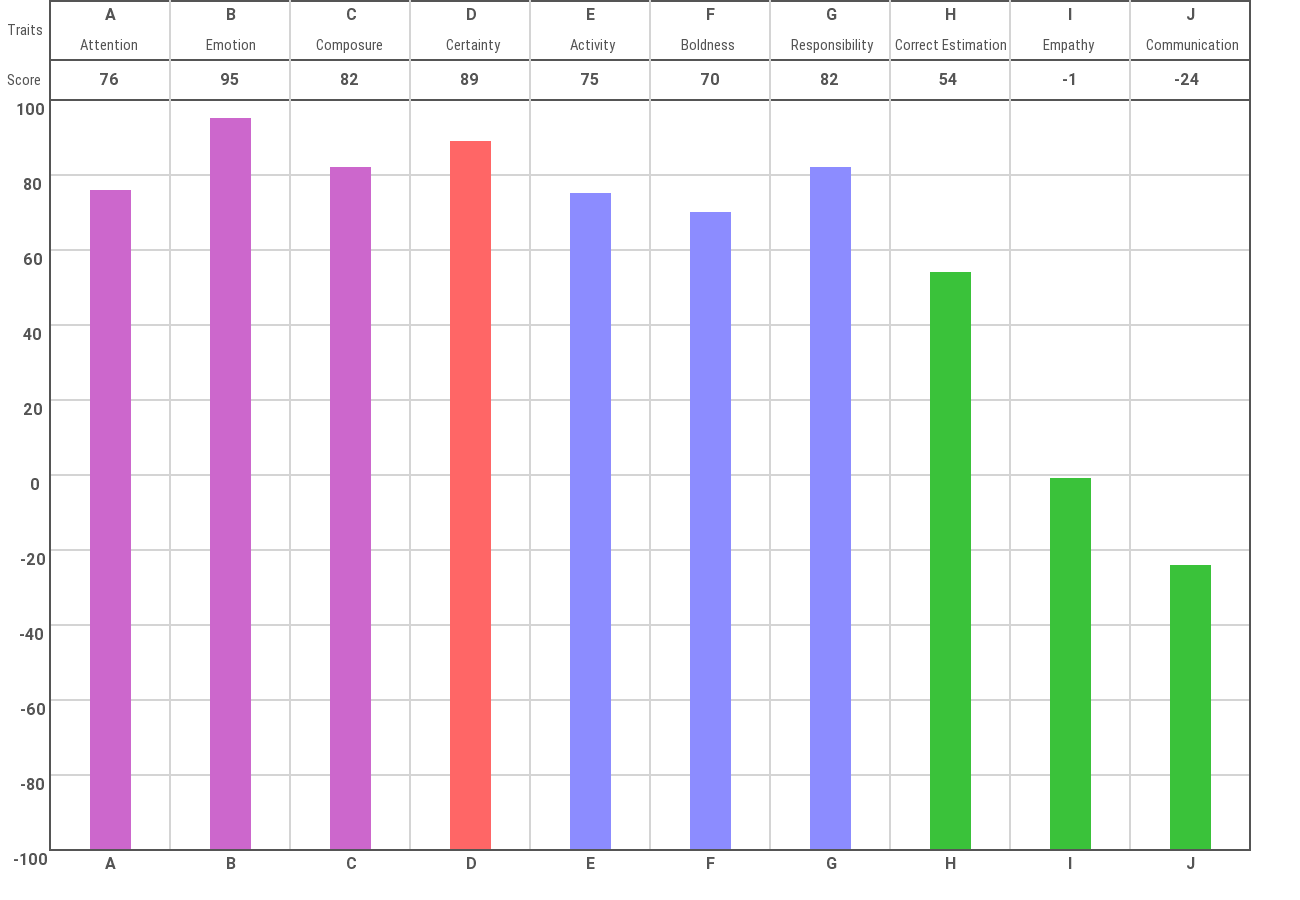 A B C D E F G H I J
Traits
Attention Emotion Composure Certainty Activity Boldness Responsibility Correct Estimation Empathy Communication
Score 76 95 82 89 75 70 82 54 -1 -24
100
80
60
40
20
0
-20
-40
-60
-80
-100
A B C D E F G H I J